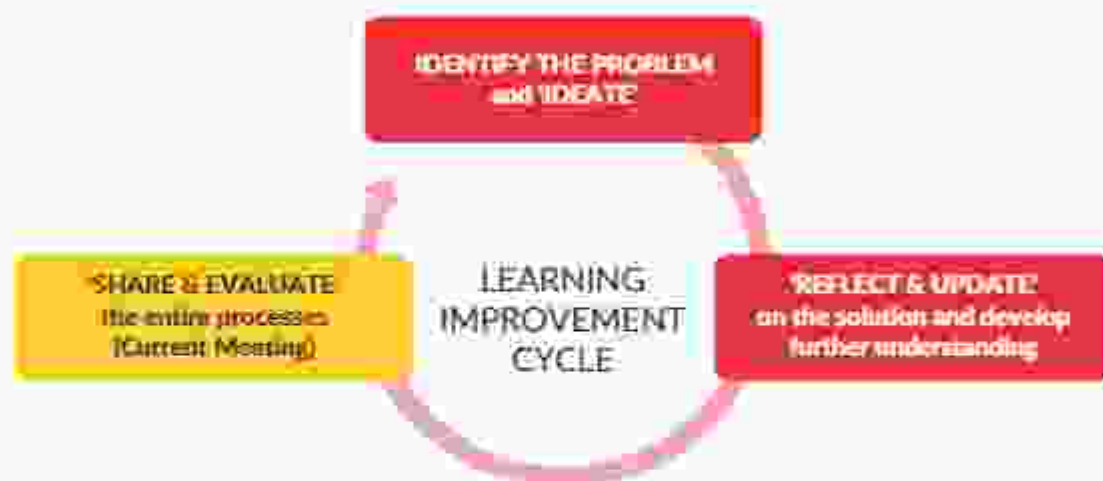 IDENTIFY THE PROBLEM
and 'IDEATE'
'SHARE & EVALUATE'
the entire processes
(Current Meeting)
LEARNING
IMPROVEMENT
CYCLE
'REFLECT & UPDATE'
on the solution and develop
further understanding